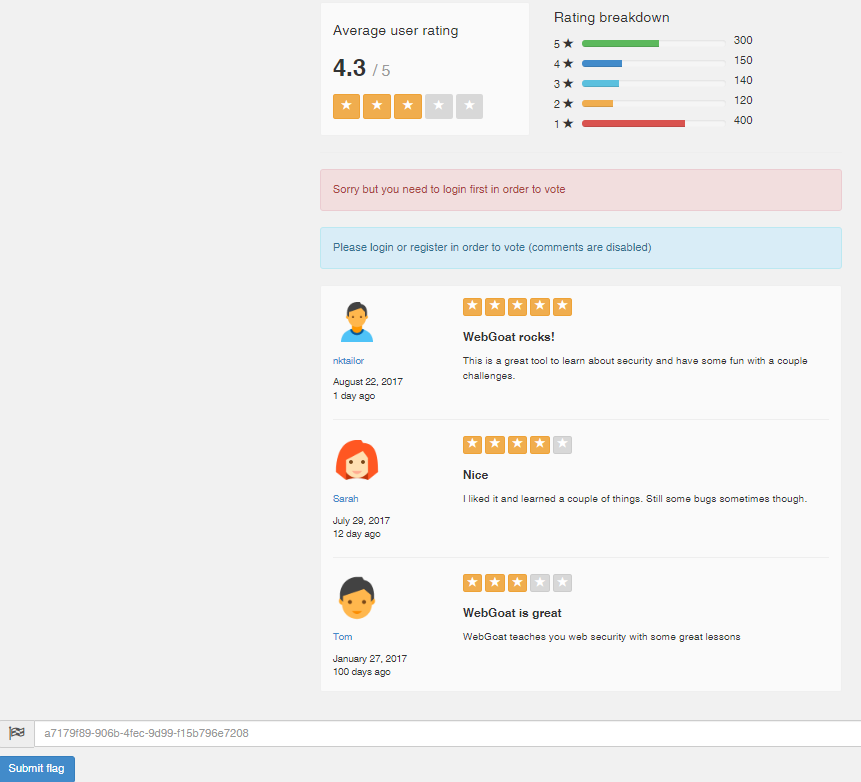 Average user rating
4.3 / 5
Rating breakdown
5 ★ 300
4 ★ 150
3 ★ 140
2 ★ 120
1 ★ 400
Sorry but you need to login first in order to vote
Please login or register in order to vote (comments are disabled)
nktailor
August 22, 2017
1 day ago
WebGoat rocks!
This is a great tool to learn about security and have some fun with a couple
challenges.
Sarah
July 29, 2017
12 day ago
Nice
I liked it and learned a couple of things. Still some bugs sometimes though.
Tom
January 27, 2017
100 days ago
WebGoat is great
WebGoat teaches you web security with some great lessons
a7179f89-906b-4fec-9d99-f15b796e7208
Submit flag